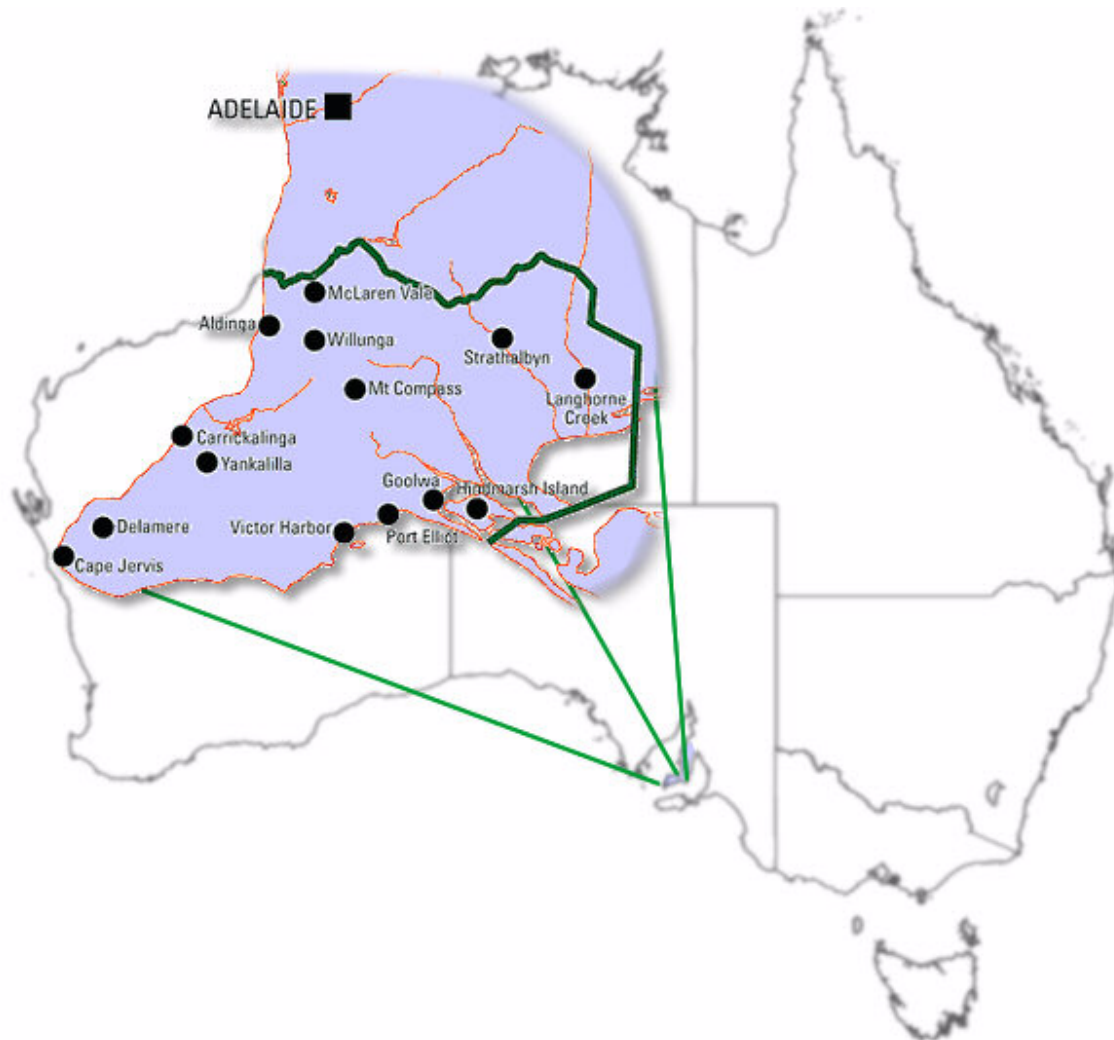 ADELAIDE
McLaren Vale
Aldinga
Willunga
Strathalbyn
Mt Compass
Langhorne
Creek
Carrickalinga
Yankalilla
Goolwa
Hindmarsh Island
Delamere
Victor Harbor
Port Elliot
Cape Jervis